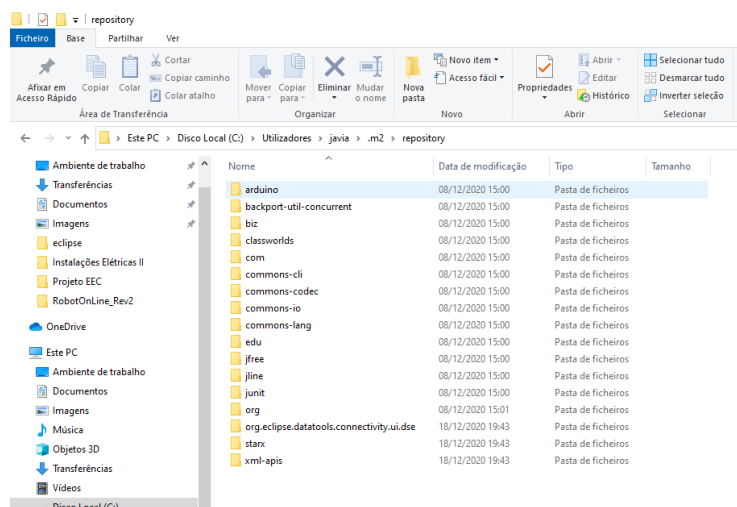 repository
Ficheiro Base Partilhar Ver
Afixar em Acesso Rápido
Copiar
Colar
Cortar
Copiar caminho
Colar atalho
Área de Transferência
Mover para
Copiar para
Eliminar
Mudar o nome
Organizar
Nova pasta
Novo item
Acesso fácil
Novo
Propriedades
Abrir
Editar
Histórico
Abrir
Selecionar tudo
Desmarcar tudo
Inverter seleção
Selecionar
Este PC > Disco Local (C:) > Utilizadores > javia > .m2 > repository
Ambiente de trabalho
Transferências
Documentos
Imagens
eclipse
Instalações Elétricas II
Projeto EEC
RobotOnLine_Rev2
OneDrive
Este PC
Ambiente de trabalho
Documentos
Imagens
Música
Objetos 3D
Transferências
Vídeos
Disco Local (C:)
Nome Data de modificação Tipo Tamanho
arduino 08/12/2020 15:00 Pasta de ficheiros
backport-util-concurrent 08/12/2020 15:00 Pasta de ficheiros
biz 08/12/2020 15:00 Pasta de ficheiros
classworlds 08/12/2020 15:00 Pasta de ficheiros
com 08/12/2020 15:00 Pasta de ficheiros
commons-cli 08/12/2020 15:00 Pasta de ficheiros
commons-codec 08/12/2020 15:00 Pasta de ficheiros
commons-io 08/12/2020 15:00 Pasta de ficheiros
commons-lang 08/12/2020 15:00 Pasta de ficheiros
edu 08/12/2020 15:00 Pasta de ficheiros
jfree 08/12/2020 15:00 Pasta de ficheiros
jline 08/12/2020 15:00 Pasta de ficheiros
junit 08/12/2020 15:00 Pasta de ficheiros
org 08/12/2020 15:01 Pasta de ficheiros
org.eclipse.datatools.connectivity.ui.dse 18/12/2020 19:43 Pasta de ficheiros
starx 18/12/2020 19:43 Pasta de ficheiros
xml-apis 18/12/2020 19:43 Pasta de ficheiros